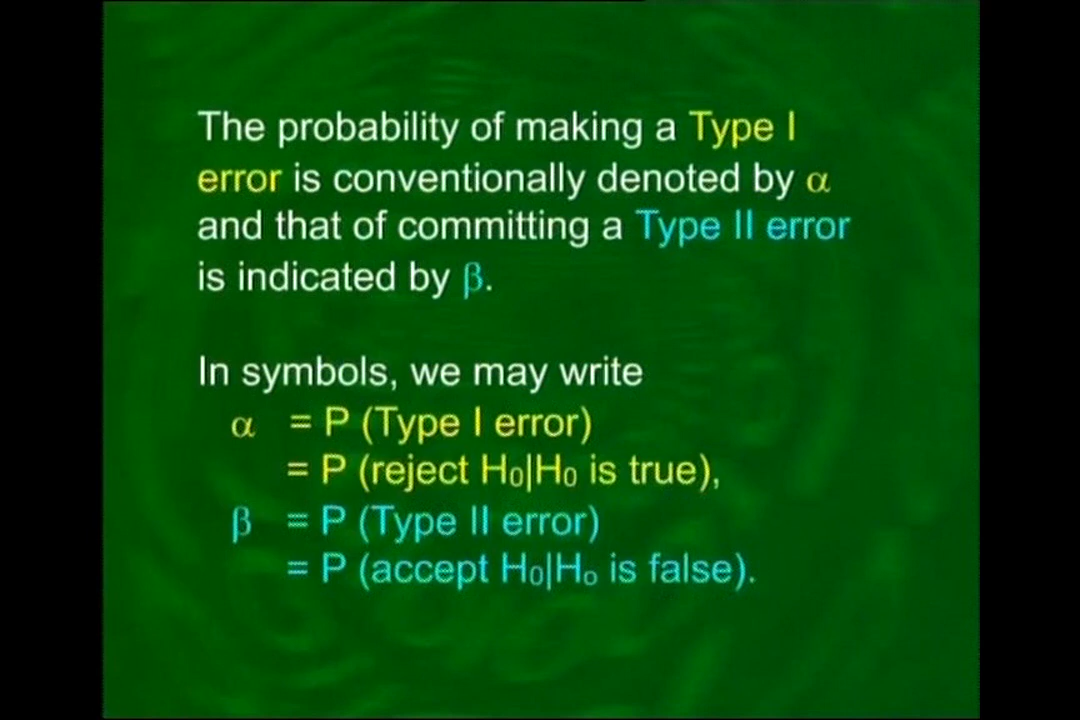 The probability of making a Type I
error is conventionally denoted by α
and that of committing a Type II error
is indicated by β.
In symbols, we may write
α = P (Type I error)
= P (reject H₀|H₀ is true),
β = P (Type II error)
= P (accept H₀|Hₒ is false).